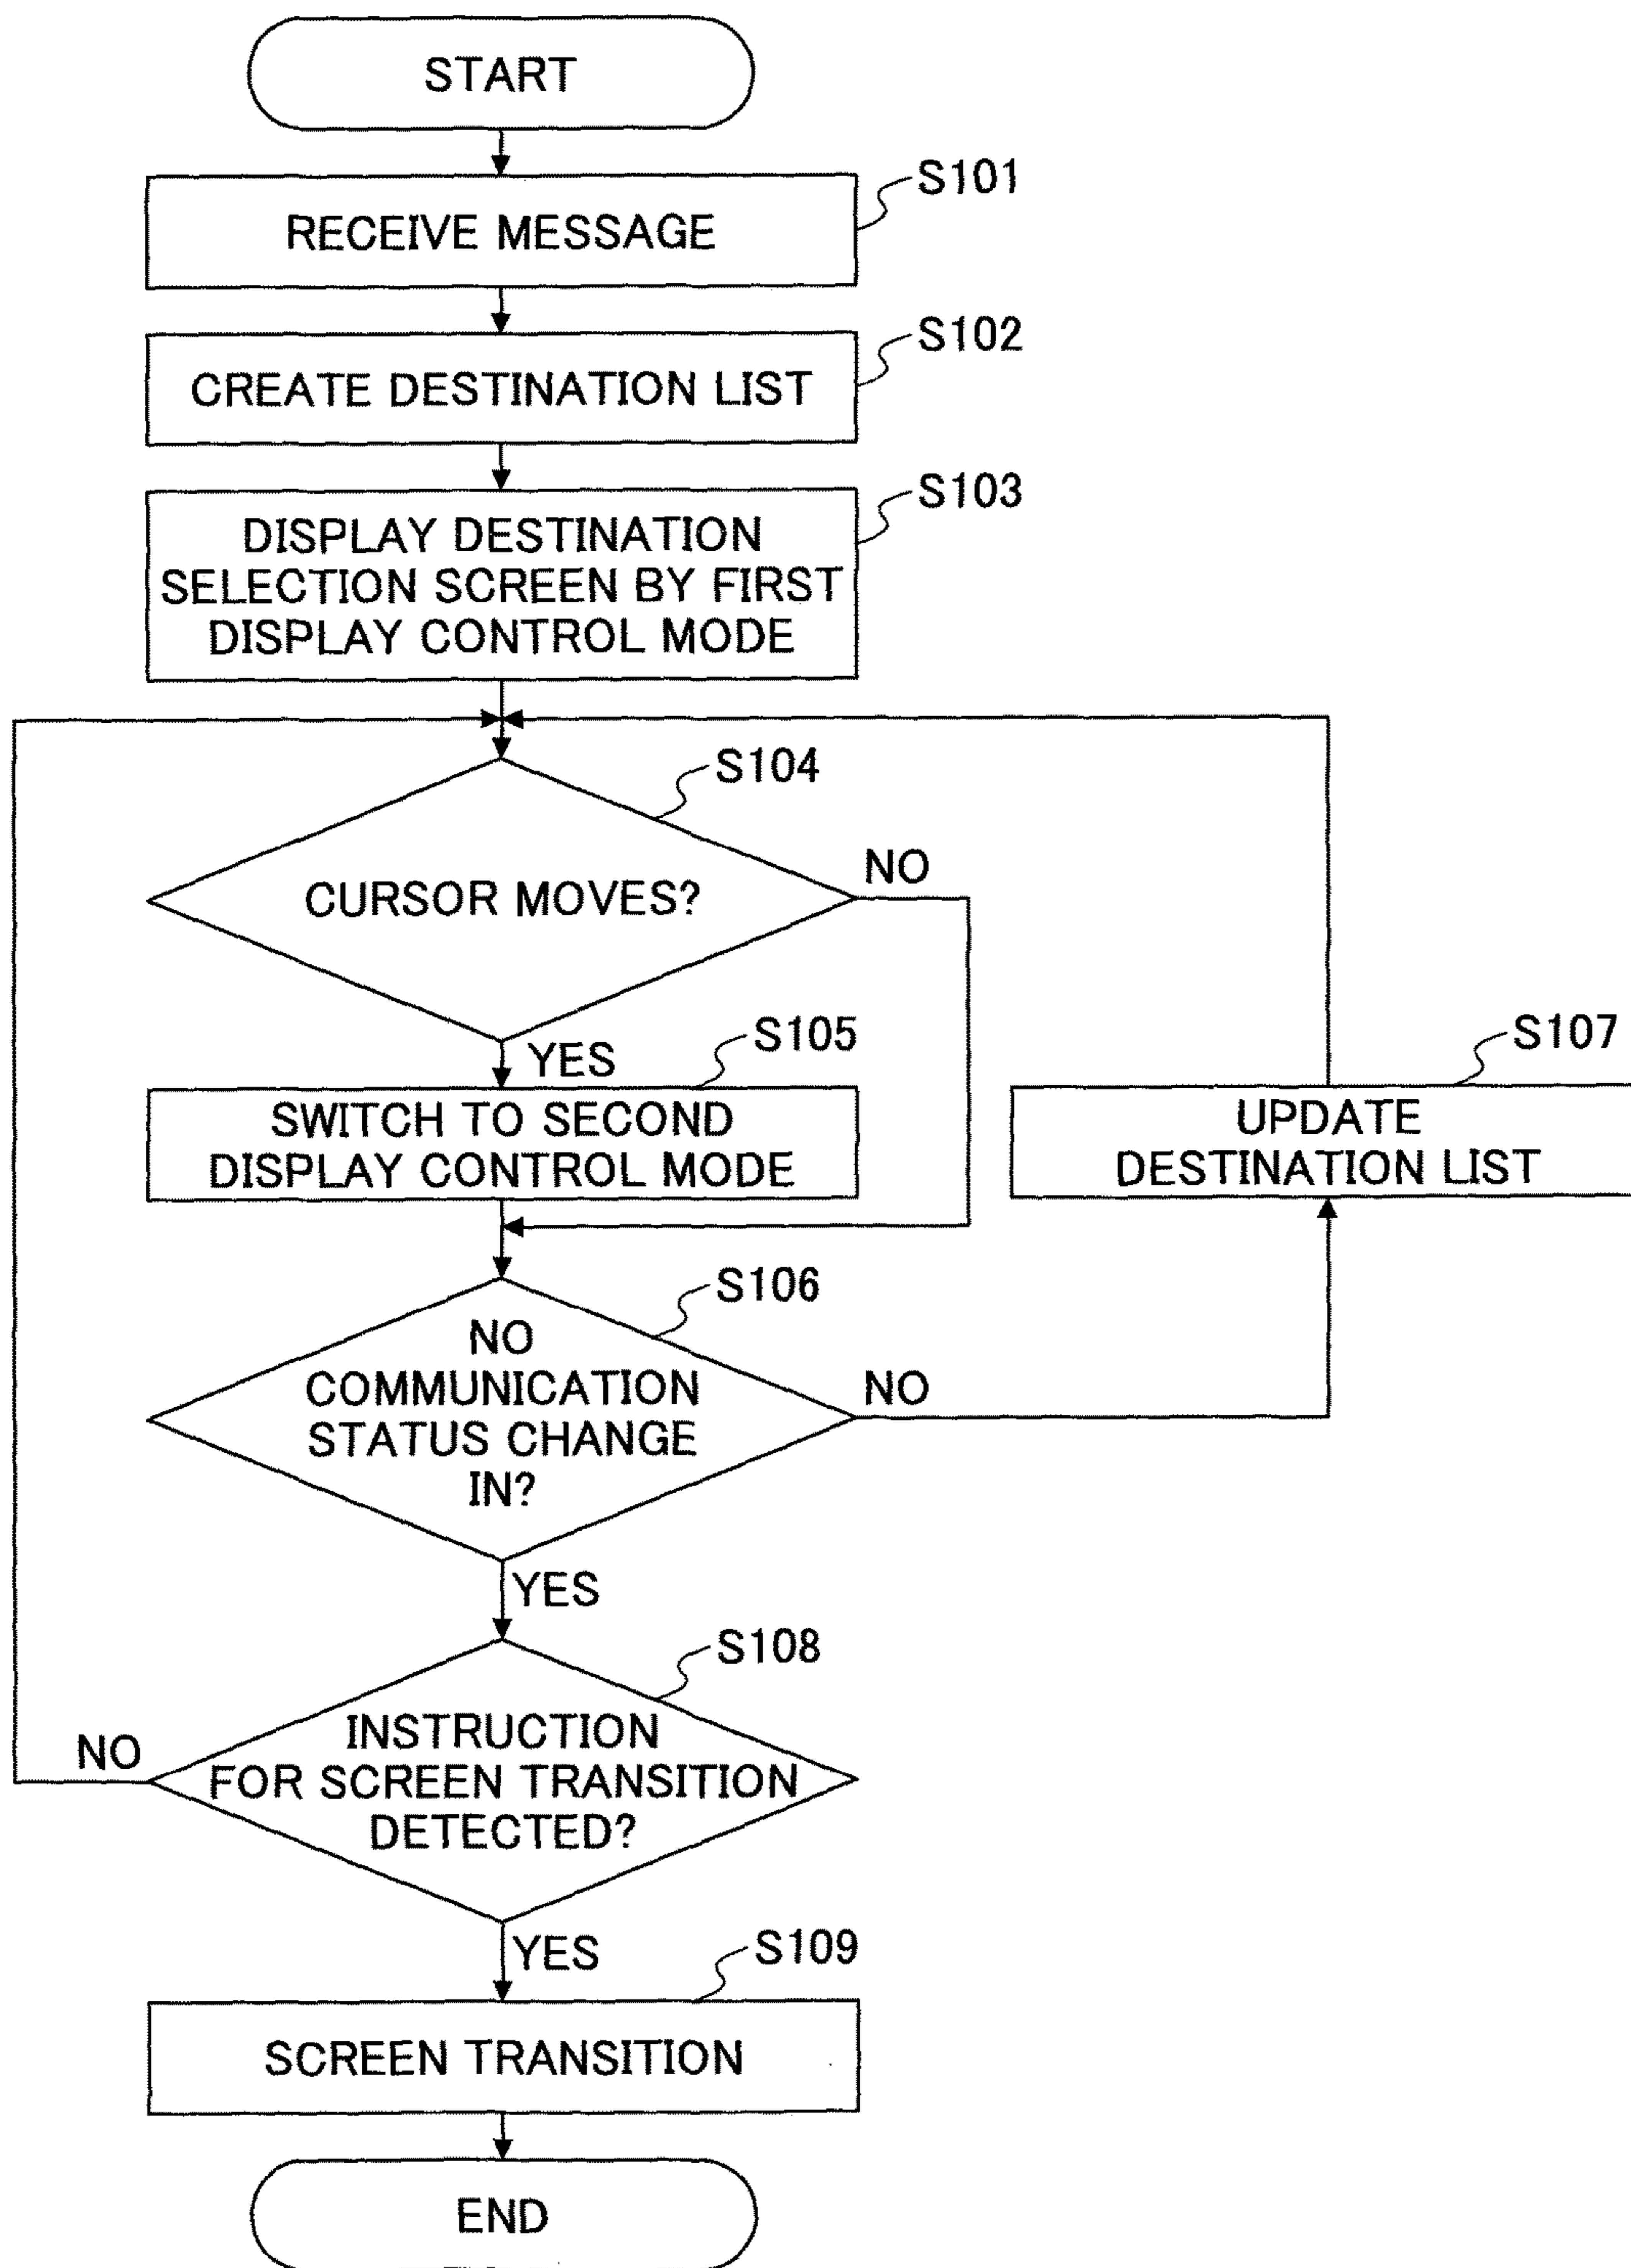 START
S101
RECEIVE MESSAGE
S102
CREATE DESTINATION LIST
S103
DISPLAY DESTINATION
SELECTION SCREEN BY FIRST
DISPLAY CONTROL MODE
S104
NO
CURSOR MOVES?
YES
S105
SWITCH TO SECOND
DISPLAY CONTROL MODE
S107
UPDATE
DESTINATION LIST
S106
NO
COMMUNICATION
STATUS CHANGE
IN?
NO
YES
S108
INSTRUCTION
FOR SCREEN TRANSITION
DETECTED?
NO
YES
S109
SCREEN TRANSITION
END